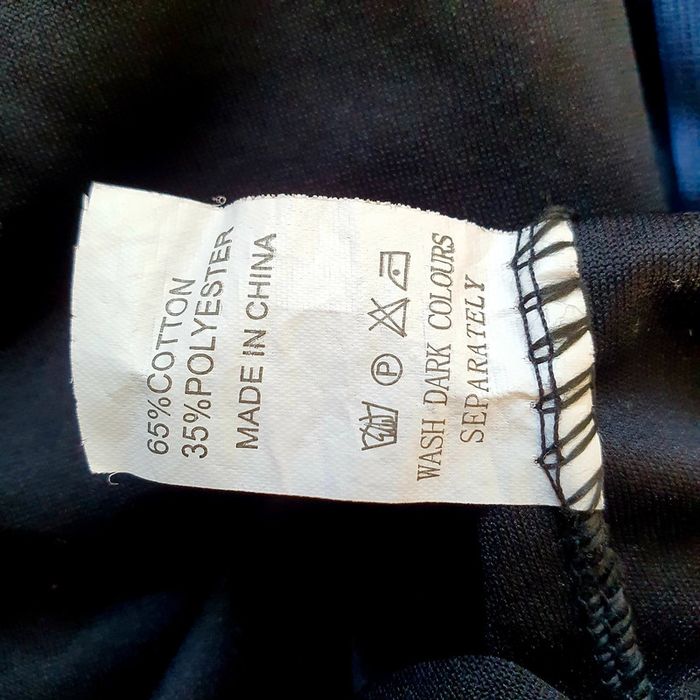 65%COTTON
35%POLYESTER
MADE IN CHINA
P
WASH DARK COLOURS
SEPARATELY